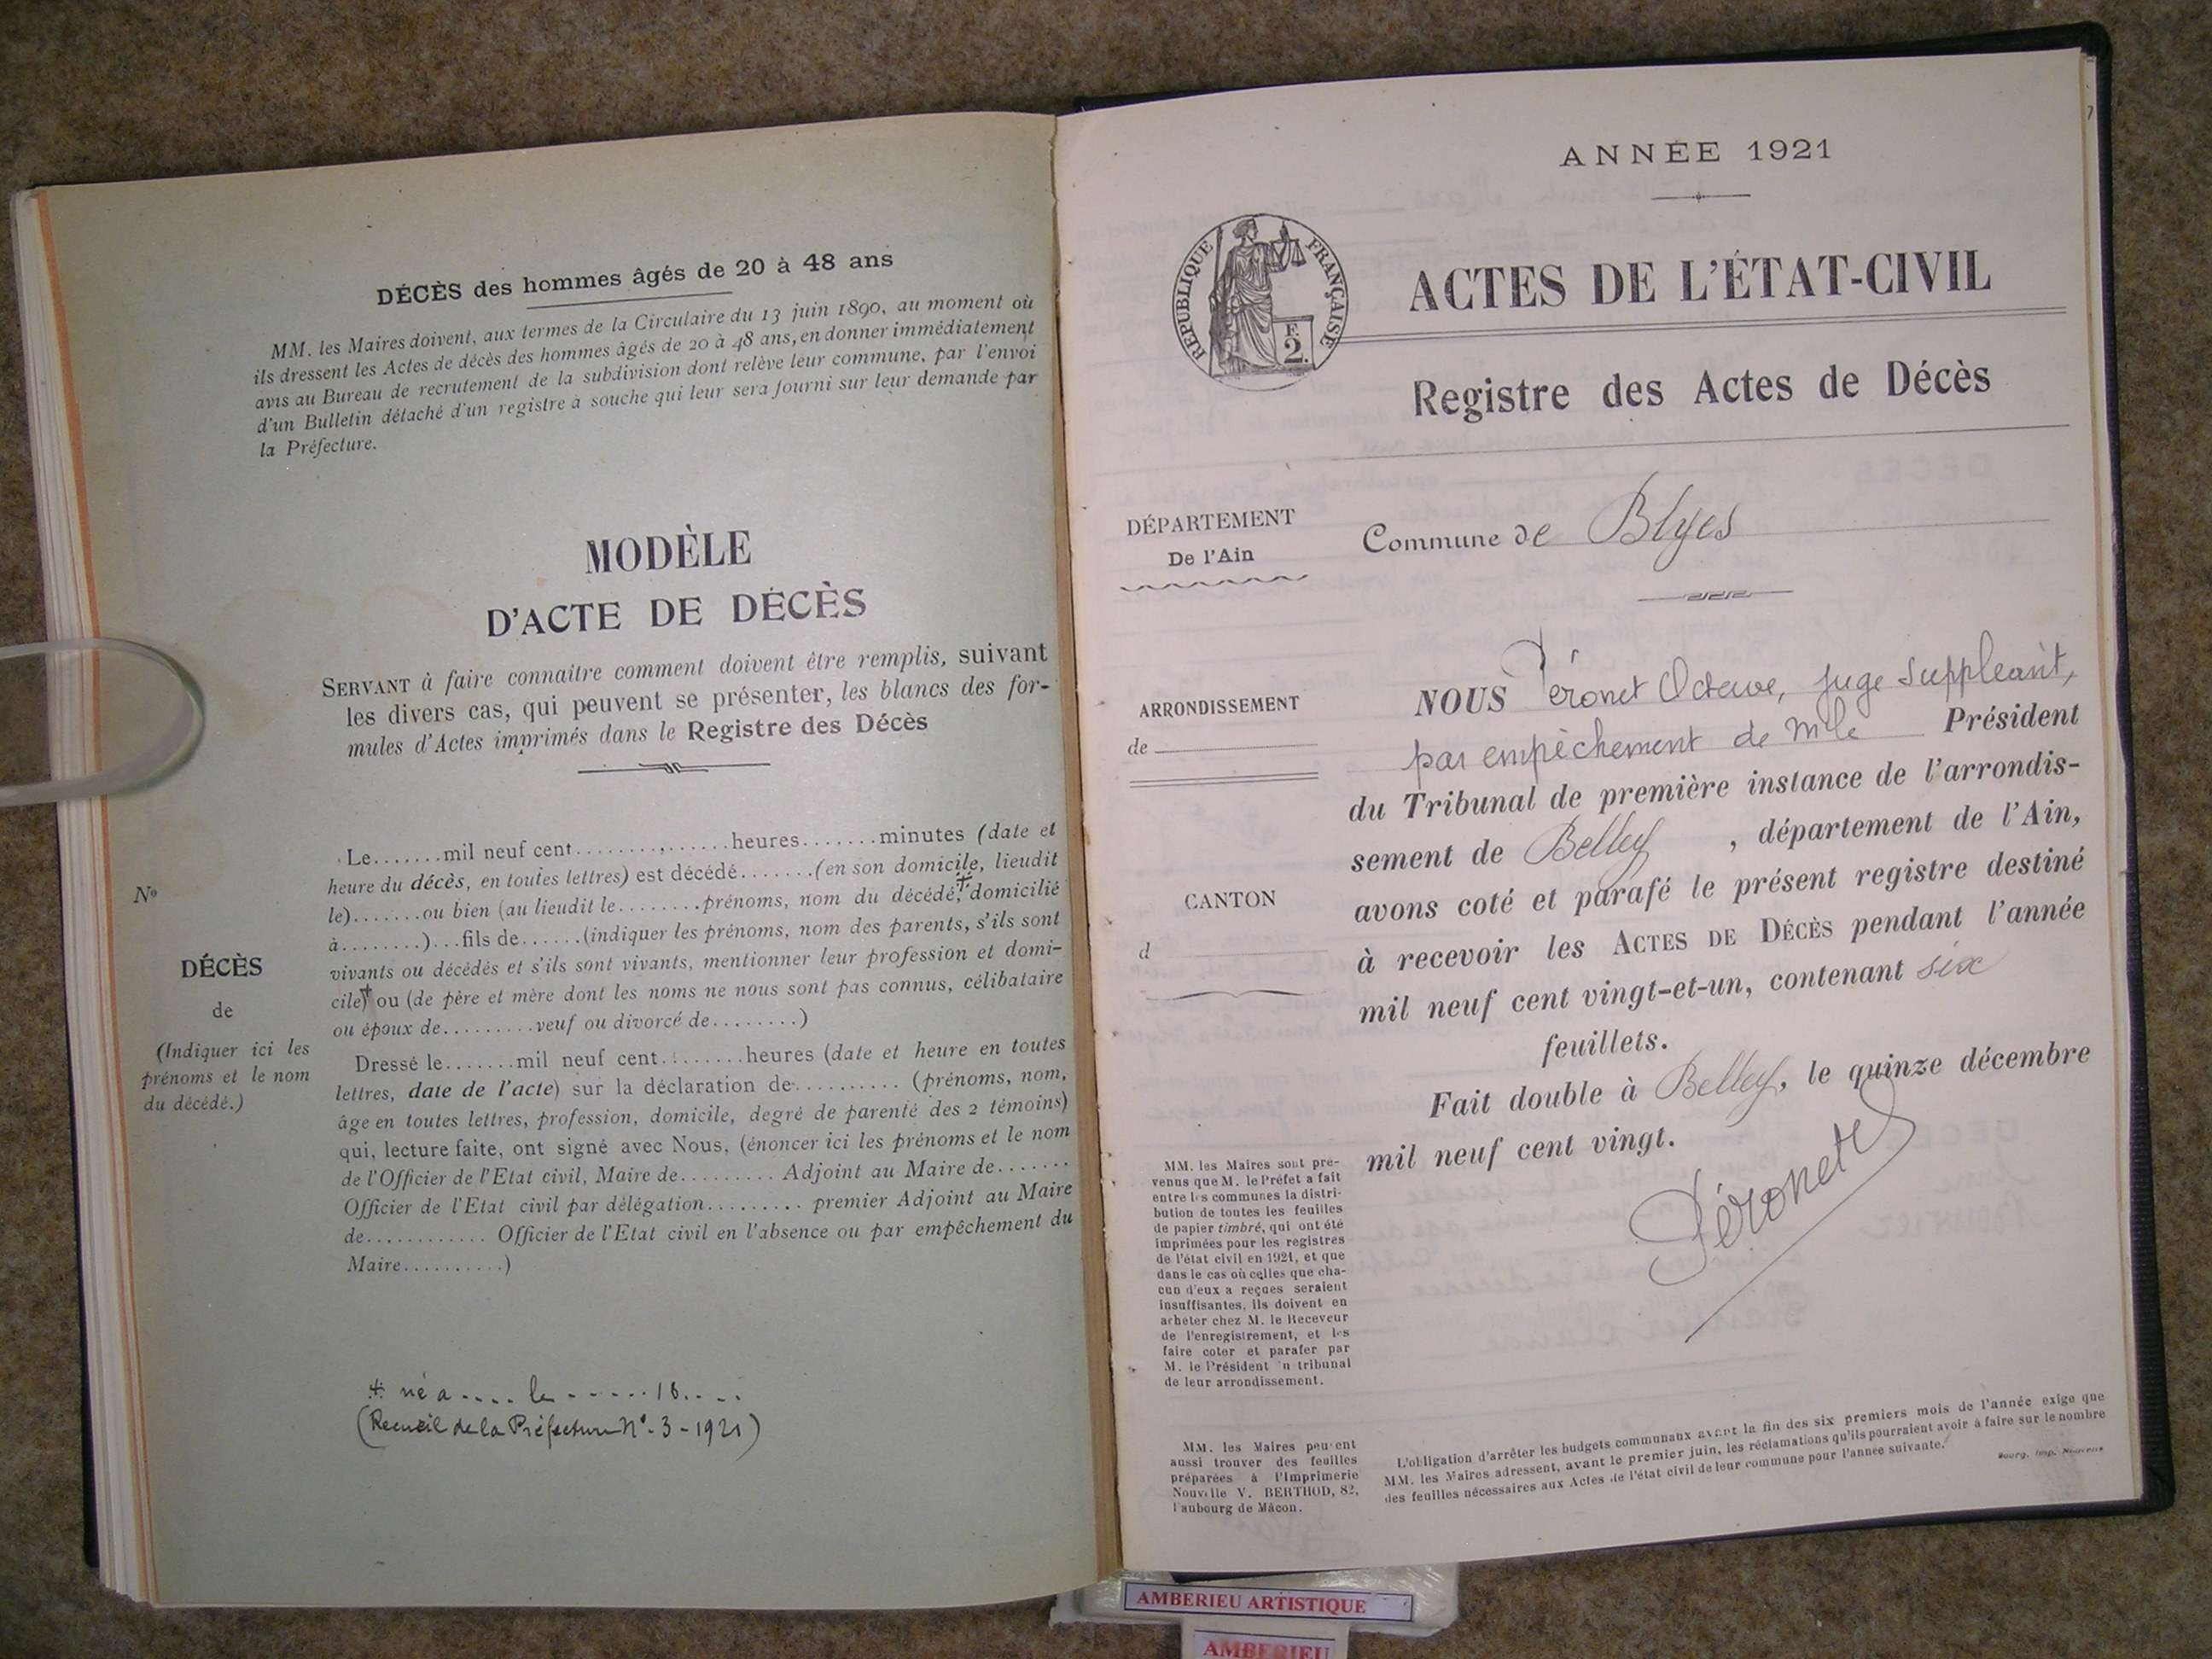 DÉCÈS des hommes âgés de 20 à 48 ans
MM. les Maires doivent, aux termes de la Circulaire du 13 juin 1890, au moment où
ils dressent les Actes de décès des hommes âgés de 20 à 48 ans, en donner immédiatement
avis au Bureau de recrutement de la subdivision dont relève leur commune, par l'envoi
d'un Bulletin détaché d'un registre à souche qui leur sera fourni sur leur demande par
la Préfecture.
MODÈLE
D'ACTE DE DÉCÈS
SERVANT à faire connaître comment doivent être remplis, suivant
les divers cas, qui peuvent se présenter, les blancs des for-
mules d'Actes imprimés dans le Registre des Décès
No
DÉCÈS
de
(Indiquer ici les
prénoms et le nom
du décédé.)
Le.......mil neuf cent........,......heures.......minutes (date et
heure du décès, en toutes lettres) est décédé.......(en son domicile, lieudit
le).......ou bien (au lieudit le........prénoms, nom du décédé,+ domicilié
à........)...fils de......(indiquer les prénoms, nom des parents, s'ils sont
vivants ou décédés et s'ils sont vivants, mentionner leur profession et domi-
cile)+ ou (de père et mère dont les noms ne nous sont pas connus, célibataire
ou époux de.........veuf ou divorcé de........)
Dressé le.......mil neuf cent........heures (date et heure en toutes
lettres, date de l'acte) sur la déclaration de.......... (prénoms, nom,
âge en toutes lettres, profession, domicile, degré de parenté des 2 témoins)
qui, lecture faite, ont signé avec Nous, (énoncer ici les prénoms et le nom
de l'Officier de l'Etat civil, Maire de......... Adjoint au Maire de.......
Officier de l'Etat civil par délégation......... premier Adjoint au Maire
de............ Officier de l'Etat civil en l'absence ou par empêchement du
Maire..........)
+ né a .... le ...... 18....
(Recueil de la Préfecture N° 3 - 1921)
ANNÉE 1921
RÉPUBLIQUE FRANÇAISE
F.
2.
ACTES DE L'ÉTAT-CIVIL
Registre des Actes de Décès
DÉPARTEMENT
De l'Ain
Commune de Blyes
ARRONDISSEMENT
de
CANTON
d
NOUS Péronet Octave, juge suppléant,
par empêchement de Mr le Président
du Tribunal de première instance de l'arrondis-
sement de Belley, département de l'Ain,
avons coté et parafé le présent registre destiné
à recevoir les ACTES DE DÉCÈS pendant l'année
mil neuf cent vingt-et-un, contenant six
feuillets.
Fait double à Belley, le quinze décembre
mil neuf cent vingt.
Péronet
MM. les Maires sont pré-
venus que M. le Préfet a fait
entre les communes la distri-
bution de toutes les feuilles
de papier timbré, qui ont été
imprimées pour les registres
de l'état civil en 1921, et que
dans le cas où celles que cha-
cun d'eux a reçues seraient
insuffisantes, ils doivent en
acheter chez M. le Receveur
de l'enregistrement, et les
faire coter et parafer par
M. le Président du tribunal
de leur arrondissement.
MM. les Maires peuvent
aussi trouver des feuilles
préparées à l'Imprimerie
Nouvelle V. BERTHOD, 82,
faubourg de Mâcon.
L'obligation d'arrêter les budgets communaux avant la fin des six premiers mois de l'année exige que
MM. les Maires adressent, avant le premier juin, les réclamations qu'ils pourraient avoir à faire sur le nombre
des feuilles nécessaires aux Actes de l'état civil de leur commune pour l'année suivante.
Bourg, Imp.
AMBERIEU ARTISTIQUE
AMBERIEU